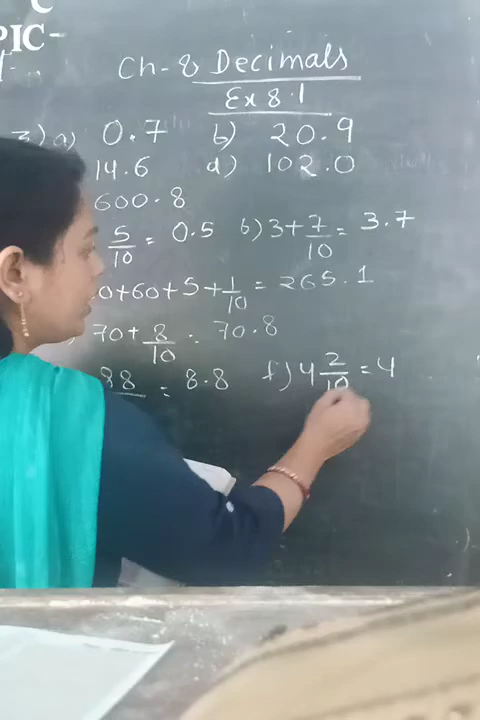 C
PIC-
Ch-8 Decimals
Ex 8.1
3) a) 0.7 b) 20.9
14.6 d) 102.0
600.8
5/10 = 0.5 b) 3+7/10 = 3.7
0+60+5+1/10 = 265.1
70+8/10 = 70.8
88 = 8.8 f) 4 2/10 = 4